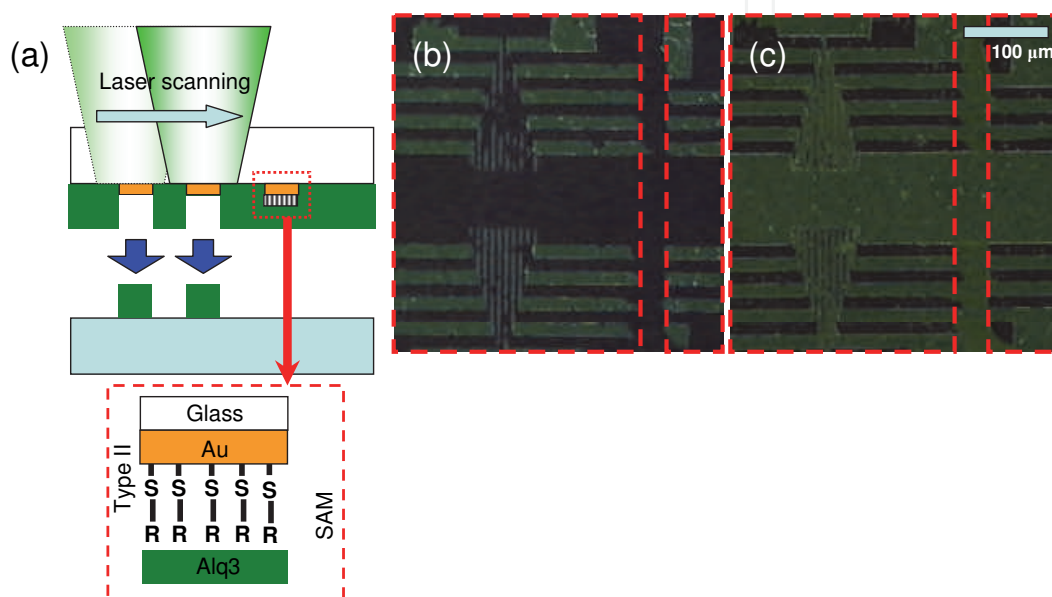 (a)
Laser scanning
(b)
(c)
100 μm
Glass
Au
Type II
S S S S S
R R R R R
SAM
Alq3